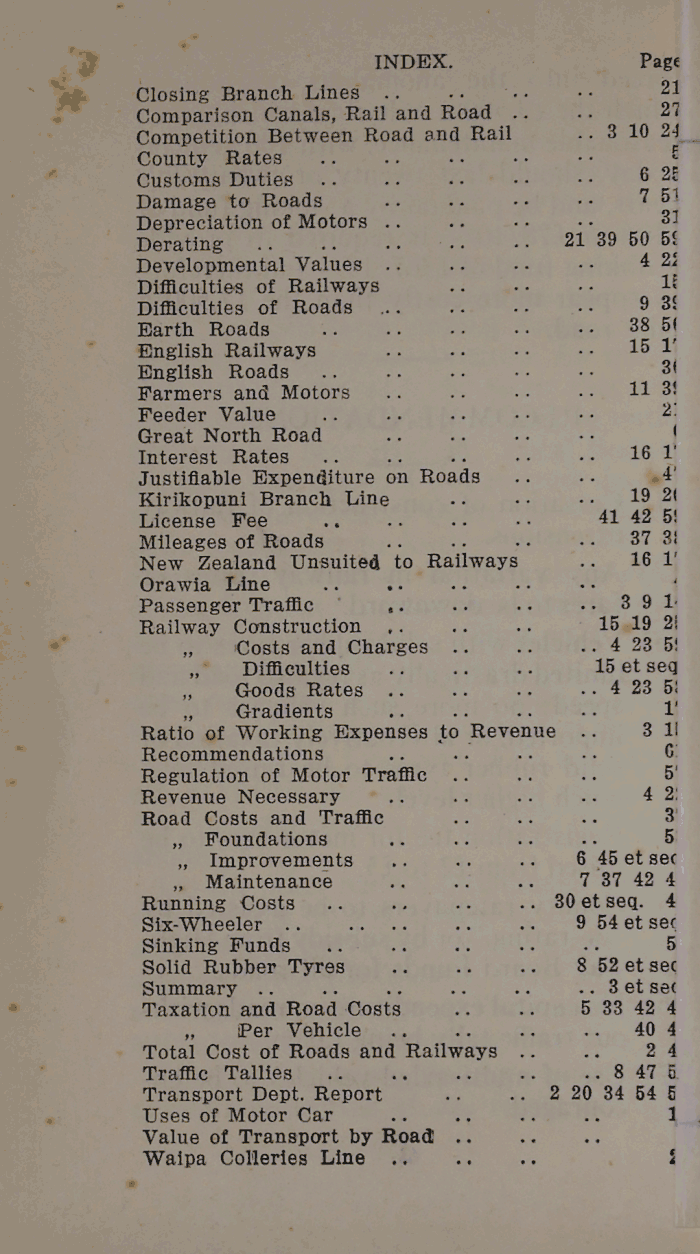 INDEX. Page
Closing Branch Lines .. .. .. .. 21
Comparison Canals, Rail and Road .. .. 27
Competition Between Road and Rail .. 3 10 24
County Rates .. .. .. .. ..
Customs Duties .. .. .. .. .. 6
Damage to Roads .. .. .. .. 7 51
Depreciation of Motors .. .. .. .. 31
Derating .. .. .. .. .. 21 39 50
Developmental Values .. .. .. .. 4
Difficulties of Railways .. .. ..
Difficulties of Roads .. .. .. .. 9
Earth Roads .. .. .. .. .. 38
English Railways .. .. .. .. 15
English Roads .. .. .. .. ..
Farmers and Motors .. .. .. .. 11
Feeder Value .. .. .. .. ..
Great North Road .. .. .. ..
Interest Rates .. .. .. .. .. 16
Justifiable Expenditure on Roads .. ..
Kirikopuni Branch Line .. .. .. 19
License Fee .. .. .. .. 41 42
Mileages of Roads .. .. .. .. 37
New Zealand Unsuited to Railways .. 16
Orawia Line .. .. .. .. ..
Passenger Traffic .. .. .. .. 3 9
Railway Construction .. .. .. 15 19
„ Costs and Charges .. .. .. 4 23
„ Difficulties .. .. .. 15 et seq
„ Goods Rates .. .. .. .. 4 23
„ Gradients .. .. .. ..
Ratio of Working Expenses to Revenue .. 3
Recommendations .. .. .. ..
Regulation of Motor Traffic .. .. ..
Revenue Necessary .. .. .. .. 4
Road Costs and Traffic .. .. ..
„ Foundations .. .. .. ..
„ Improvements .. .. .. 6 45 et
„ Maintenance .. .. .. 7 37 42
Running Costs .. .. .. .. 30 et seq.
Six-Wheeler .. .. .. .. .. 9 54 et
Sinking Funds .. .. .. .. ..
Solid Rubber Tyres .. .. .. 8 52 et
Summary .. .. .. .. .. 3 et
Taxation and Road Costs .. .. 5 33 42
„ Per Vehicle .. .. .. .. 40
Total Cost of Roads and Railways .. .. 2
Traffic Tallies .. .. .. .. .. 8 47
Transport Dept. Report .. .. 2 20 34 54
Uses of Motor Car .. .. .. ..
Value of Transport by Road .. .. ..
Waipa Colleries Line .. .. ..